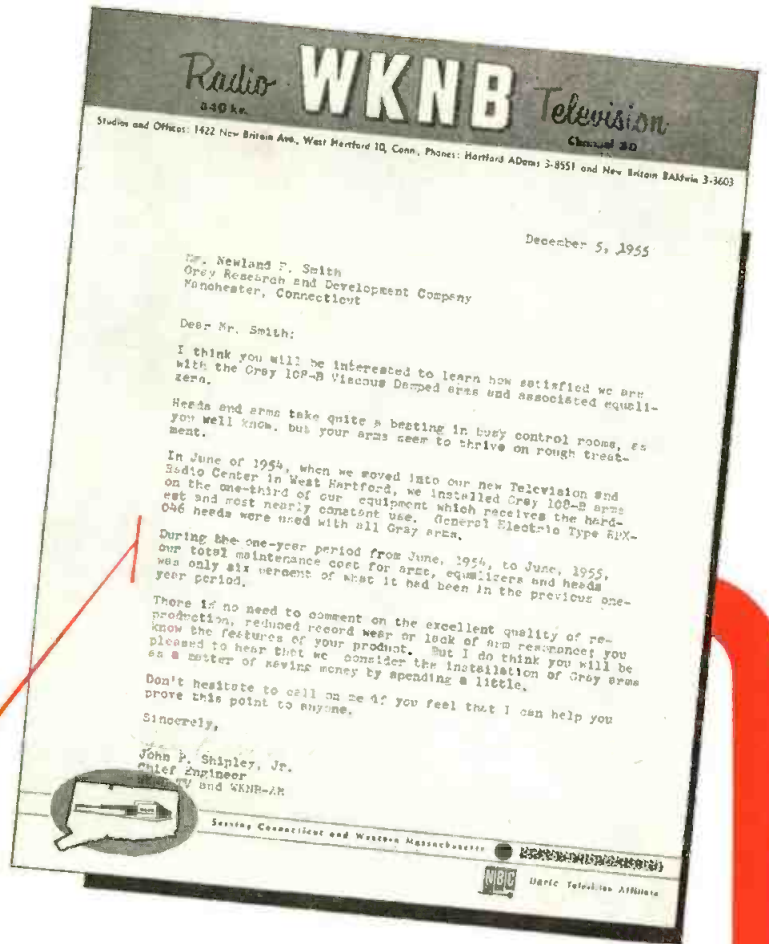 Radio WKNB Television
840 kc. Channel 30
Studios and Offices: 1422 New Britain Ave., West Hartford 10, Conn., Phones: Hartford ADams 3-8551 and New Britain BAldwin 3-3603
December 5, 1955
Mr. Newland F. Smith
Gray Research and Development Company
Manchester, Connecticut
Dear Mr. Smith:
I think you will be interested to learn how satisfied we are
with the Gray 108-B Viscous Damped arms and associated equali-
zers.
Heads and arms take quite a beating in busy control rooms, as
you well know, but your arms seem to thrive on rough treat-
ment.
In June of 1954, when we moved into our new Television and
Radio Center in West Hartford, we installed Gray 108-B arms
on the one-third of our equipment which receives the hard-
est and most nearly constant use. General Electric Type RPX-
046 heads were used with all Gray arms.
During the one-year period from June, 1954, to June, 1955,
our total maintenance cost for arms, equalizers and heads
was only six percent of what it had been in the previous one-
year period.
There is no need to comment on the excellent quality of re-
production, reduced record wear or lack of arm resonance; you
know the features of your product. But I do think you will be
pleased to hear that we consider the installation of Gray arms
as a matter of saving money by spending a little.
Don't hesitate to call on me if you feel that I can help you
prove this point to anyone.
Sincerely,
John P. Shipley, Jr.
Chief Engineer
WKNB-TV and WKNB-AM
Serving Connecticut and Western Massachusetts
NBC Basic Television Affiliate